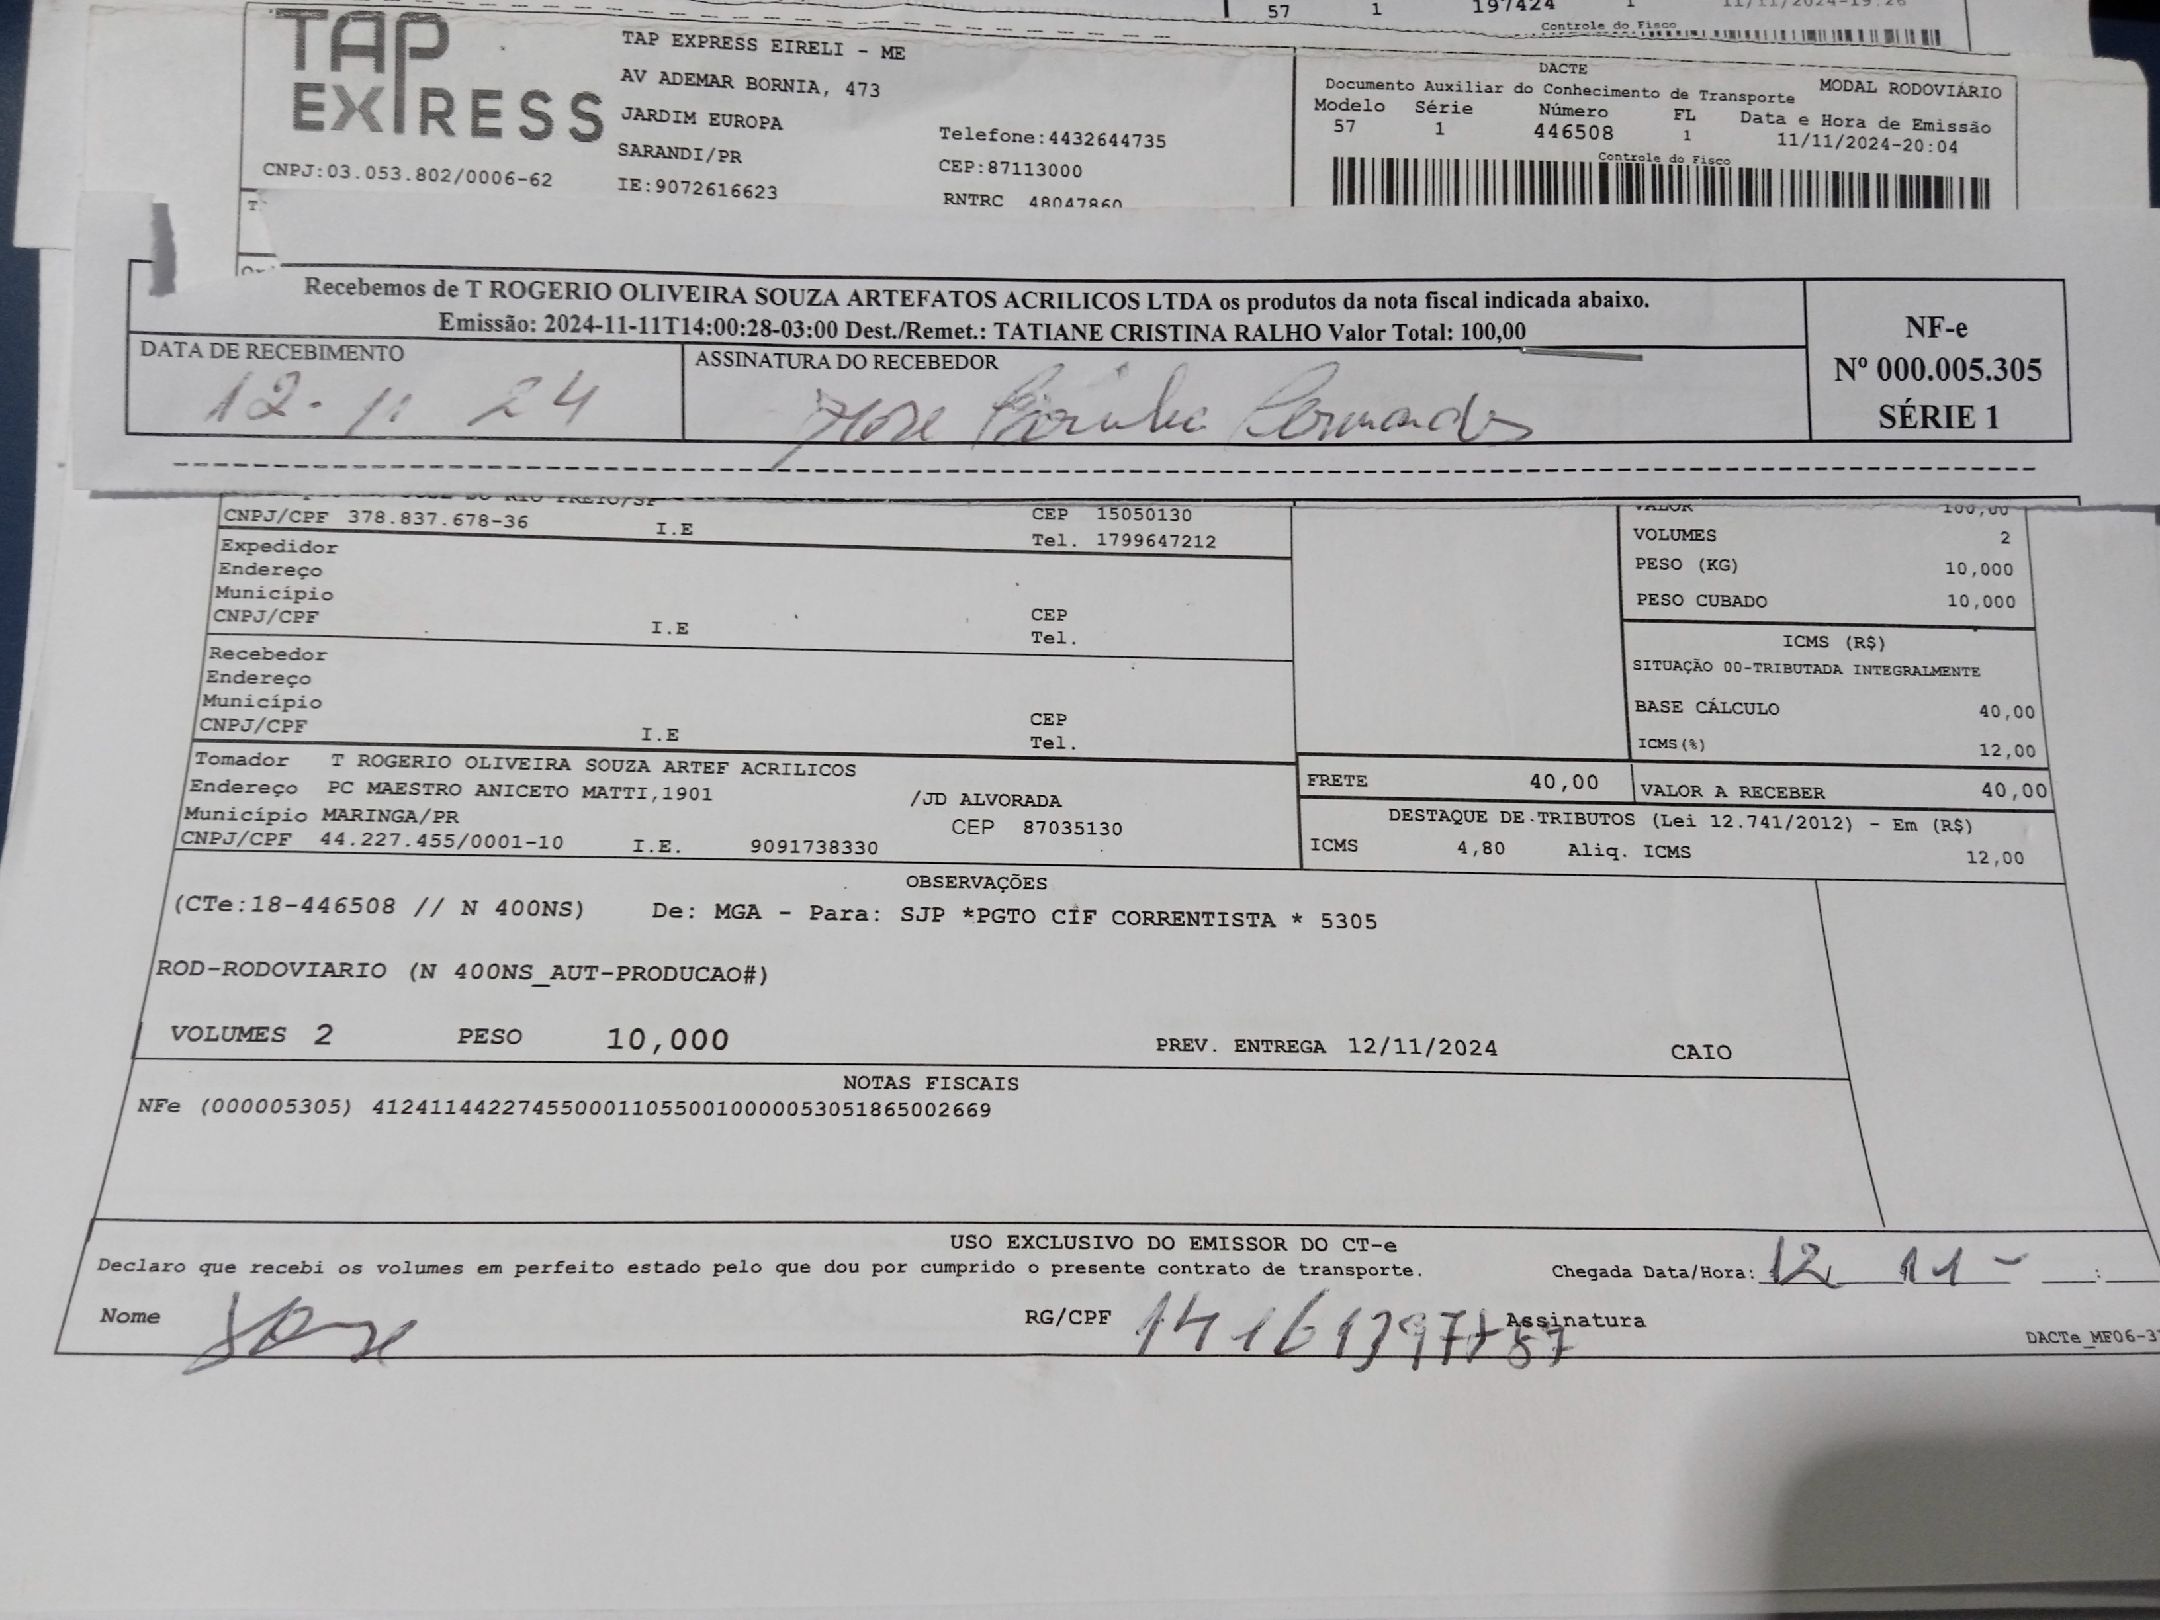 57 1 197424 1 11/11/2024-19:26
Controle do Fisco
TAP EXPRESS
TAP EXPRESS EIRELI - ME
AV ADEMAR BORNIA, 473
JARDIM EUROPA
SARANDI/PR
IE:9072616623
Telefone:4432644735
CEP:87113000
RNTRC 48047860
CNPJ:03.053.802/0006-62
DACTE
Documento Auxiliar do Conhecimento de Transporte
MODAL RODOVIÁRIO
Modelo Série Número FL Data e Hora de Emissão
57 1 446508 1 11/11/2024-20:04
Controle do Fisco
Recebemos de T ROGERIO OLIVEIRA SOUZA ARTEFATOS ACRILICOS LTDA os produtos da nota fiscal indicada abaixo.
Emissão: 2024-11-11T14:00:28-03:00 Dest./Remet.: TATIANE CRISTINA RALHO Valor Total: 100,00
DATA DE RECEBIMENTO
12-11 24
ASSINATURA DO RECEBEDOR
NF-e
Nº 000.005.305
SÉRIE 1
CNPJ/CPF 378.837.678-36 I.E
CEP 15050130
Tel. 1799647212
Expedidor
Endereço
Município
CNPJ/CPF I.E
CEP
Tel.
Recebedor
Endereço
Município
CNPJ/CPF I.E
CEP
Tel.
Tomador T ROGERIO OLIVEIRA SOUZA ARTEF ACRILICOS
Endereço PC MAESTRO ANICETO MATTI,1901 /JD ALVORADA
Município MARINGA/PR CEP 87035130
CNPJ/CPF 44.227.455/0001-10 I.E. 9091738330
VALOR 100,00
VOLUMES 2
PESO (KG) 10,000
PESO CUBADO 10,000
ICMS (R$)
SITUAÇÃO 00-TRIBUTADA INTEGRALMENTE
BASE CÁLCULO 40,00
ICMS(%) 12,00
FRETE 40,00 VALOR A RECEBER 40,00
DESTAQUE DE TRIBUTOS (Lei 12.741/2012) - Em (R$)
ICMS 4,80 Aliq. ICMS 12,00
OBSERVAÇÕES
(CTe:18-446508 // N 400NS) De: MGA - Para: SJP *PGTO CIF CORRENTISTA * 5305
ROD-RODOVIARIO (N 400NS_AUT-PRODUCAO#)
VOLUMES 2 PESO 10,000 PREV. ENTREGA 12/11/2024 CAIO
NOTAS FISCAIS
NFe (000005305) 41241144227455000110550010000053051865002669
USO EXCLUSIVO DO EMISSOR DO CT-e
Declaro que recebi os volumes em perfeito estado pelo que dou por cumprido o presente contrato de transporte.
Chegada Data/Hora: 12 11 - __:__
Nome RG/CPF Assinatura